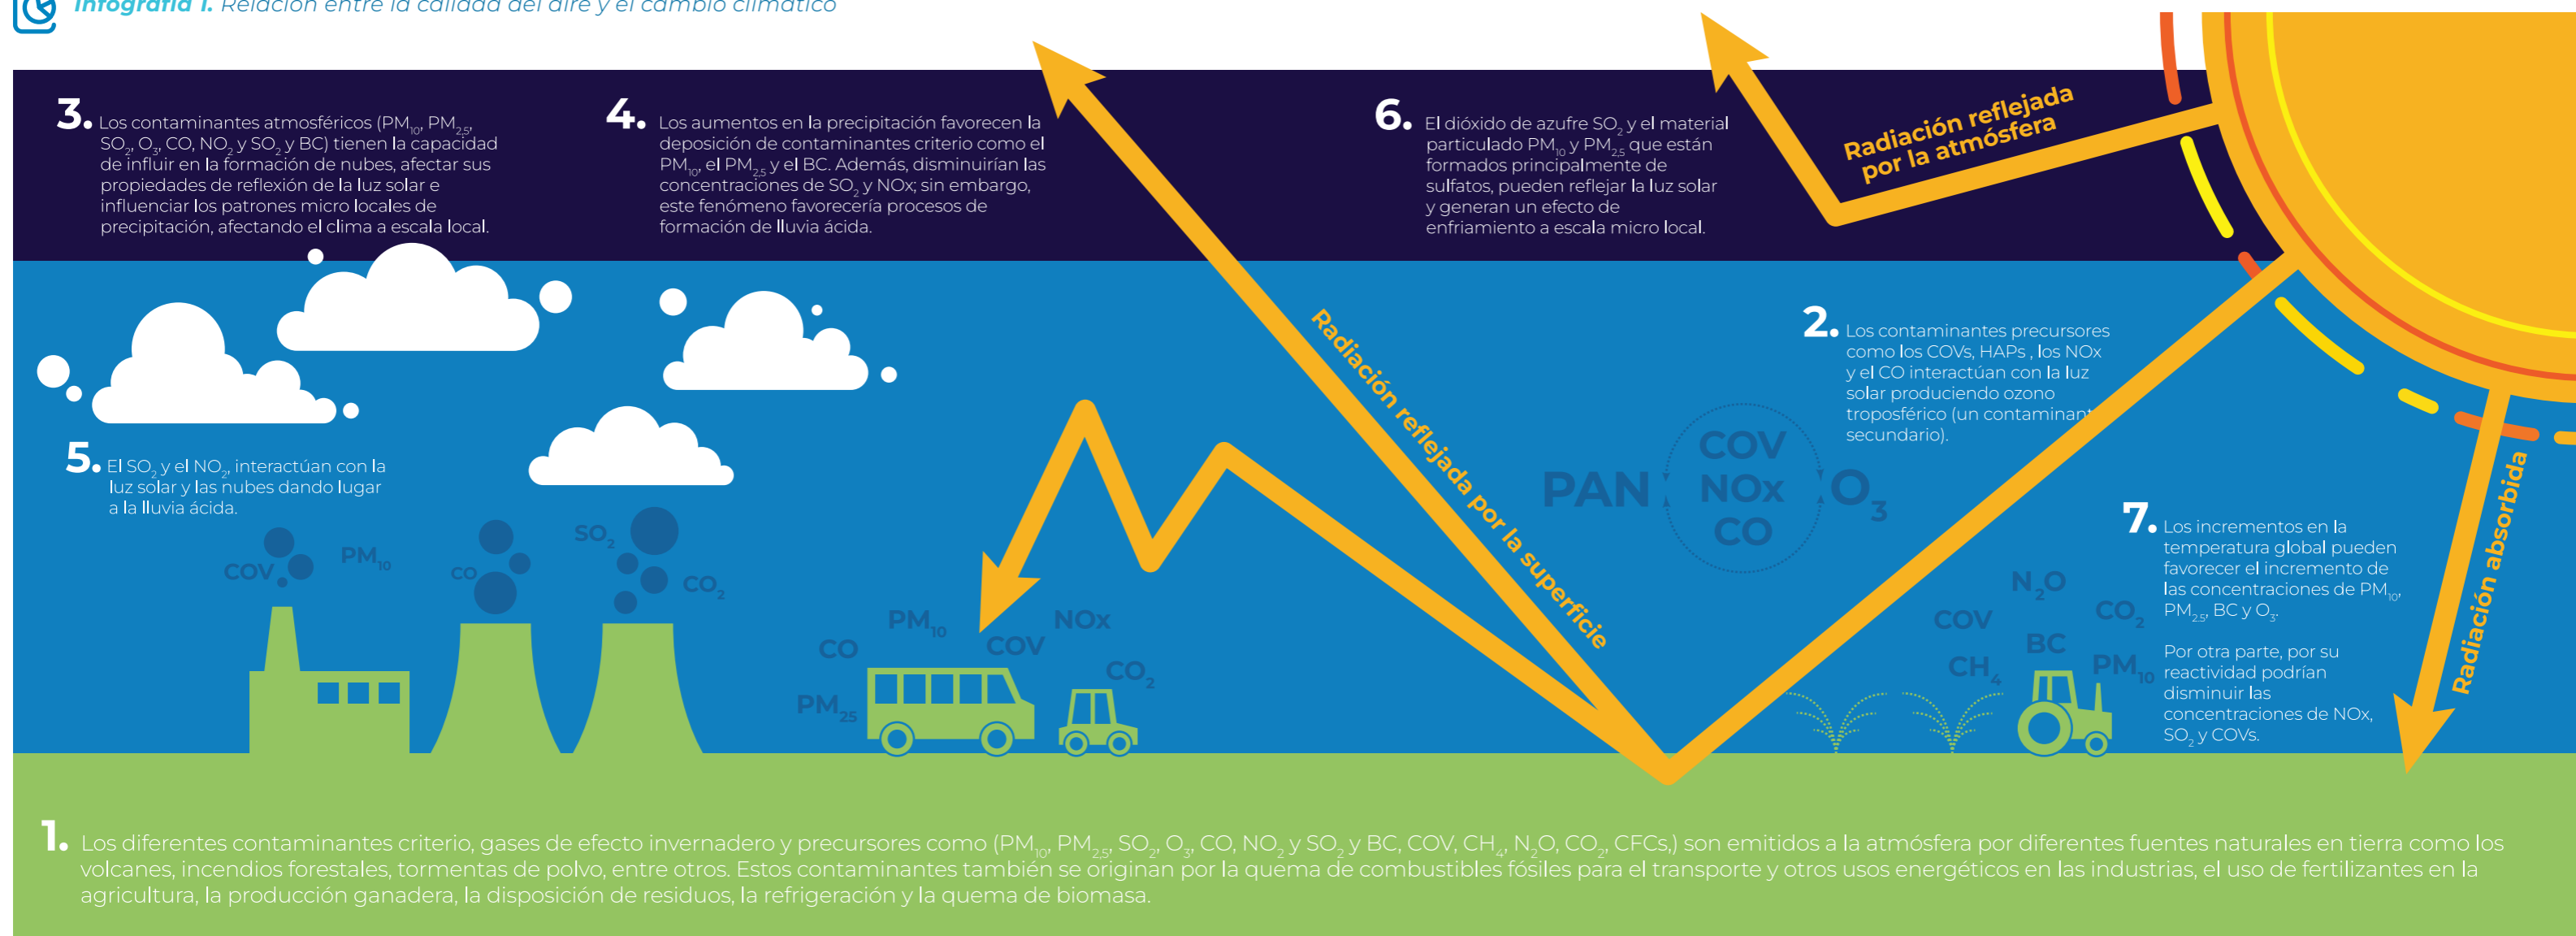 Infografía 1. Relación entre la calidad del aire y el cambio climático
3. Los contaminantes atmosféricos (PM₁₀, PM₂,₅,
SO₂, O₃, CO, NO₂ y SO₂ y BC) tienen la capacidad
de influir en la formación de nubes, afectar sus
propiedades de reflexión de la luz solar e
influenciar los patrones micro locales de
precipitación, afectando el clima a escala local.
4. Los aumentos en la precipitación favorecen la
deposición de contaminantes criterio como el
PM₁₀, el PM₂,₅ y el BC. Además, disminuirían las
concentraciones de SO₂ y NOx; sin embargo,
este fenómeno favorecería procesos de
formación de lluvia ácida.
6. El dióxido de azufre SO₂ y el material
particulado PM₁₀ y PM₂,₅ que están
formados principalmente de
sulfatos, pueden reflejar la luz solar
y generan un efecto de
enfriamiento a escala micro local.
Radiación reflejada
por la atmósfera
2. Los contaminantes precursores
como los COVs, HAPs , los NOx
y el CO interactúan con la luz
solar produciendo ozono
troposférico (un contaminant
secundario).
Radiación reflejada por la superficie
5. El SO₂ y el NO₂, interactúan con la
luz solar y las nubes dando lugar
a la lluvia ácida.
PAN
COV
NOx
CO
O₃
Radiación absorbida
7. Los incrementos en la
temperatura global pueden
favorecer el incremento de
las concentraciones de PM₁₀,
PM₂,₅, BC y O₃.
Por otra parte, por su
reactividad podrían
disminuir las
concentraciones de NOx,
SO₂ y COVs.
COV
PM₁₀
CO
SO₂
CO₂
PM₁₀
NOx
CO
COV
CO₂
PM₂₅
N₂O
COV
CO₂
BC
CH₄
PM₁₀
1. Los diferentes contaminantes criterio, gases de efecto invernadero y precursores como (PM₁₀, PM₂,₅, SO₂, O₃, CO, NO₂ y SO₂ y BC, COV, CH₄, N₂O, CO₂, CFCs,) son emitidos a la atmósfera por diferentes fuentes naturales en tierra como los
volcanes, incendios forestales, tormentas de polvo, entre otros. Estos contaminantes también se originan por la quema de combustibles fósiles para el transporte y otros usos energéticos en las industrias, el uso de fertilizantes en la
agricultura, la producción ganadera, la disposición de residuos, la refrigeración y la quema de biomasa.